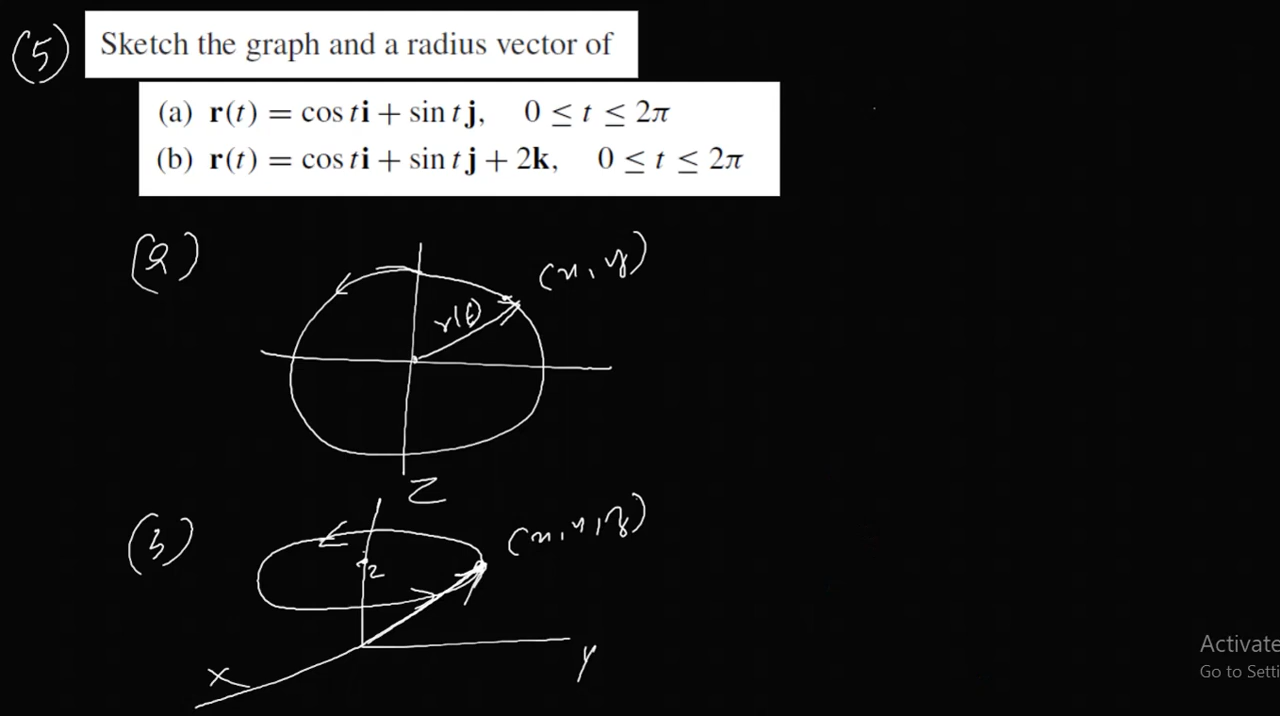 (5) Sketch the graph and a radius vector of
(a) r(t) = cos t i + sin t j, 0 ≤ t ≤ 2π
(b) r(t) = cos t i + sin t j + 2k, 0 ≤ t ≤ 2π
(a)
(x, y)
r(t)
z
(b)
(x, y, z)
2
y
x
Activate
Go to Setti